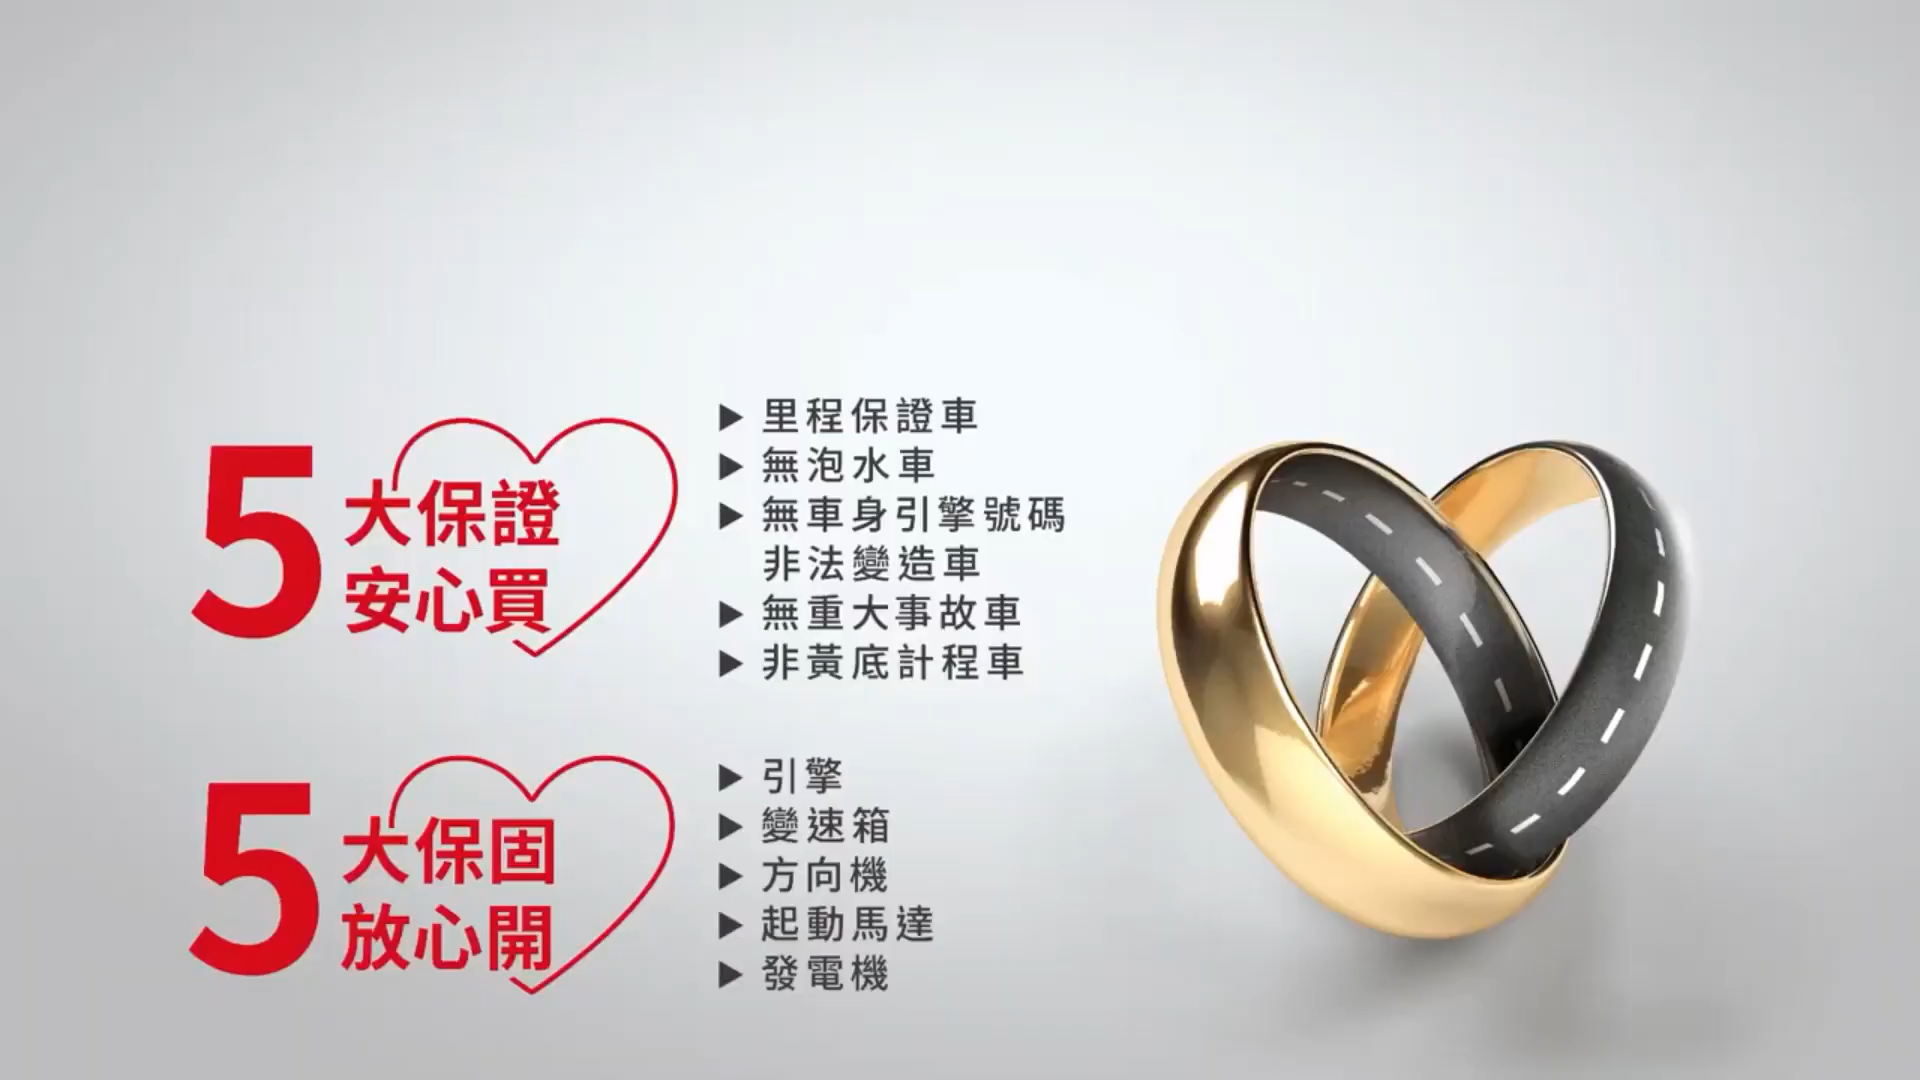 5大保證
安心買
▶ 里程保證車
▶ 無泡水車
▶ 無車身引擎號碼
非法變造車
▶ 無重大事故車
▶ 非黃底計程車
5大保固
放心開
▶ 引擎
▶ 變速箱
▶ 方向機
▶ 起動馬達
▶ 發電機